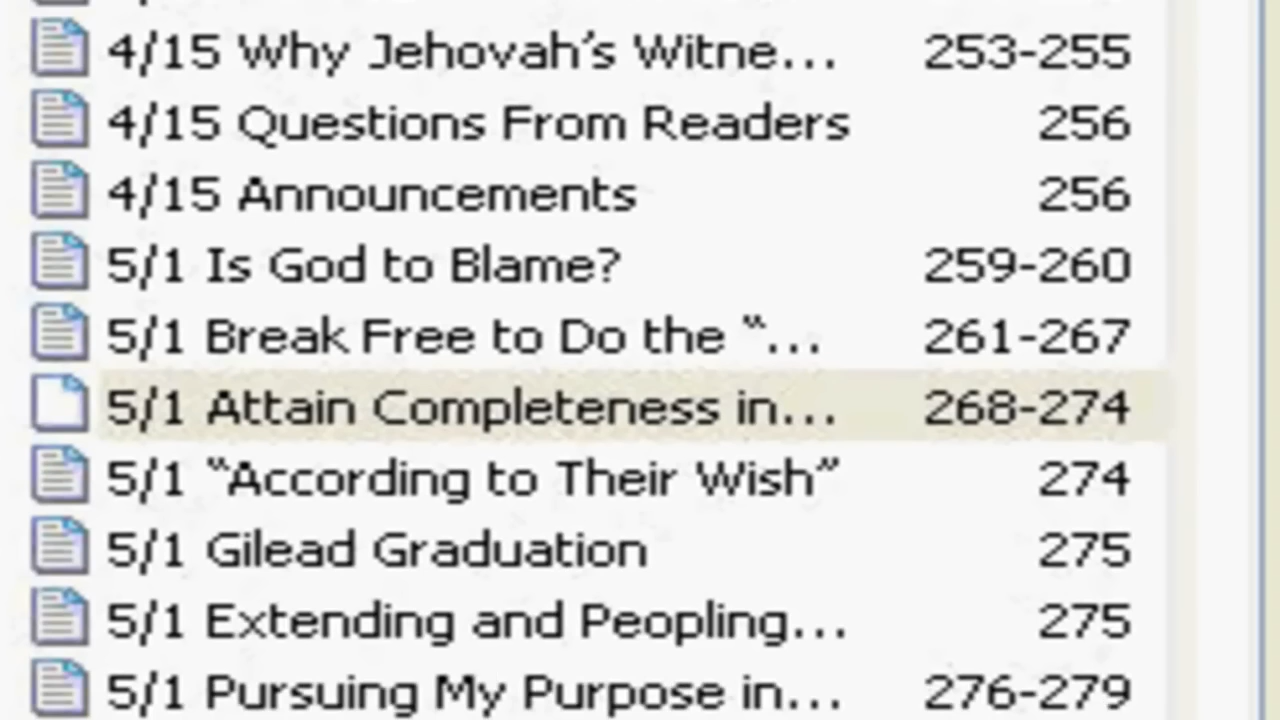 4/15 Why Jehovah's Witne... 253-255
4/15 Questions From Readers 256
4/15 Announcements 256
5/1 Is God to Blame? 259-260
5/1 Break Free to Do the “... 261-267
5/1 Attain Completeness in... 268-274
5/1 “According to Their Wish” 274
5/1 Gilead Graduation 275
5/1 Extending and Peopling... 275
5/1 Pursuing My Purpose in... 276-279